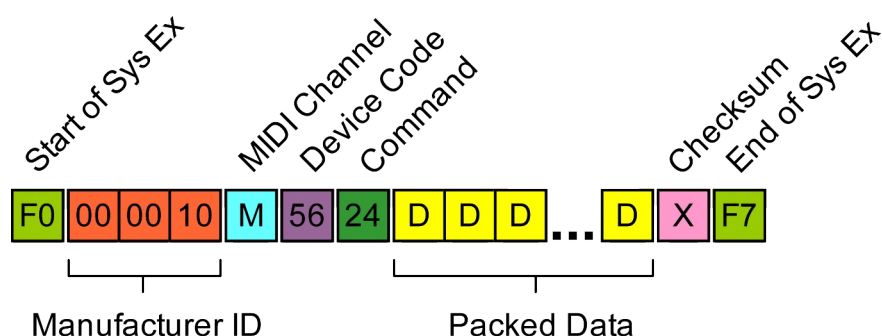 Start of Sys Ex
MIDI Channel
Device Code
Command
Checksum
End of Sys Ex
F0 00 00 10 M 56 24 D D D ... D X F7
Manufacturer ID
Packed Data